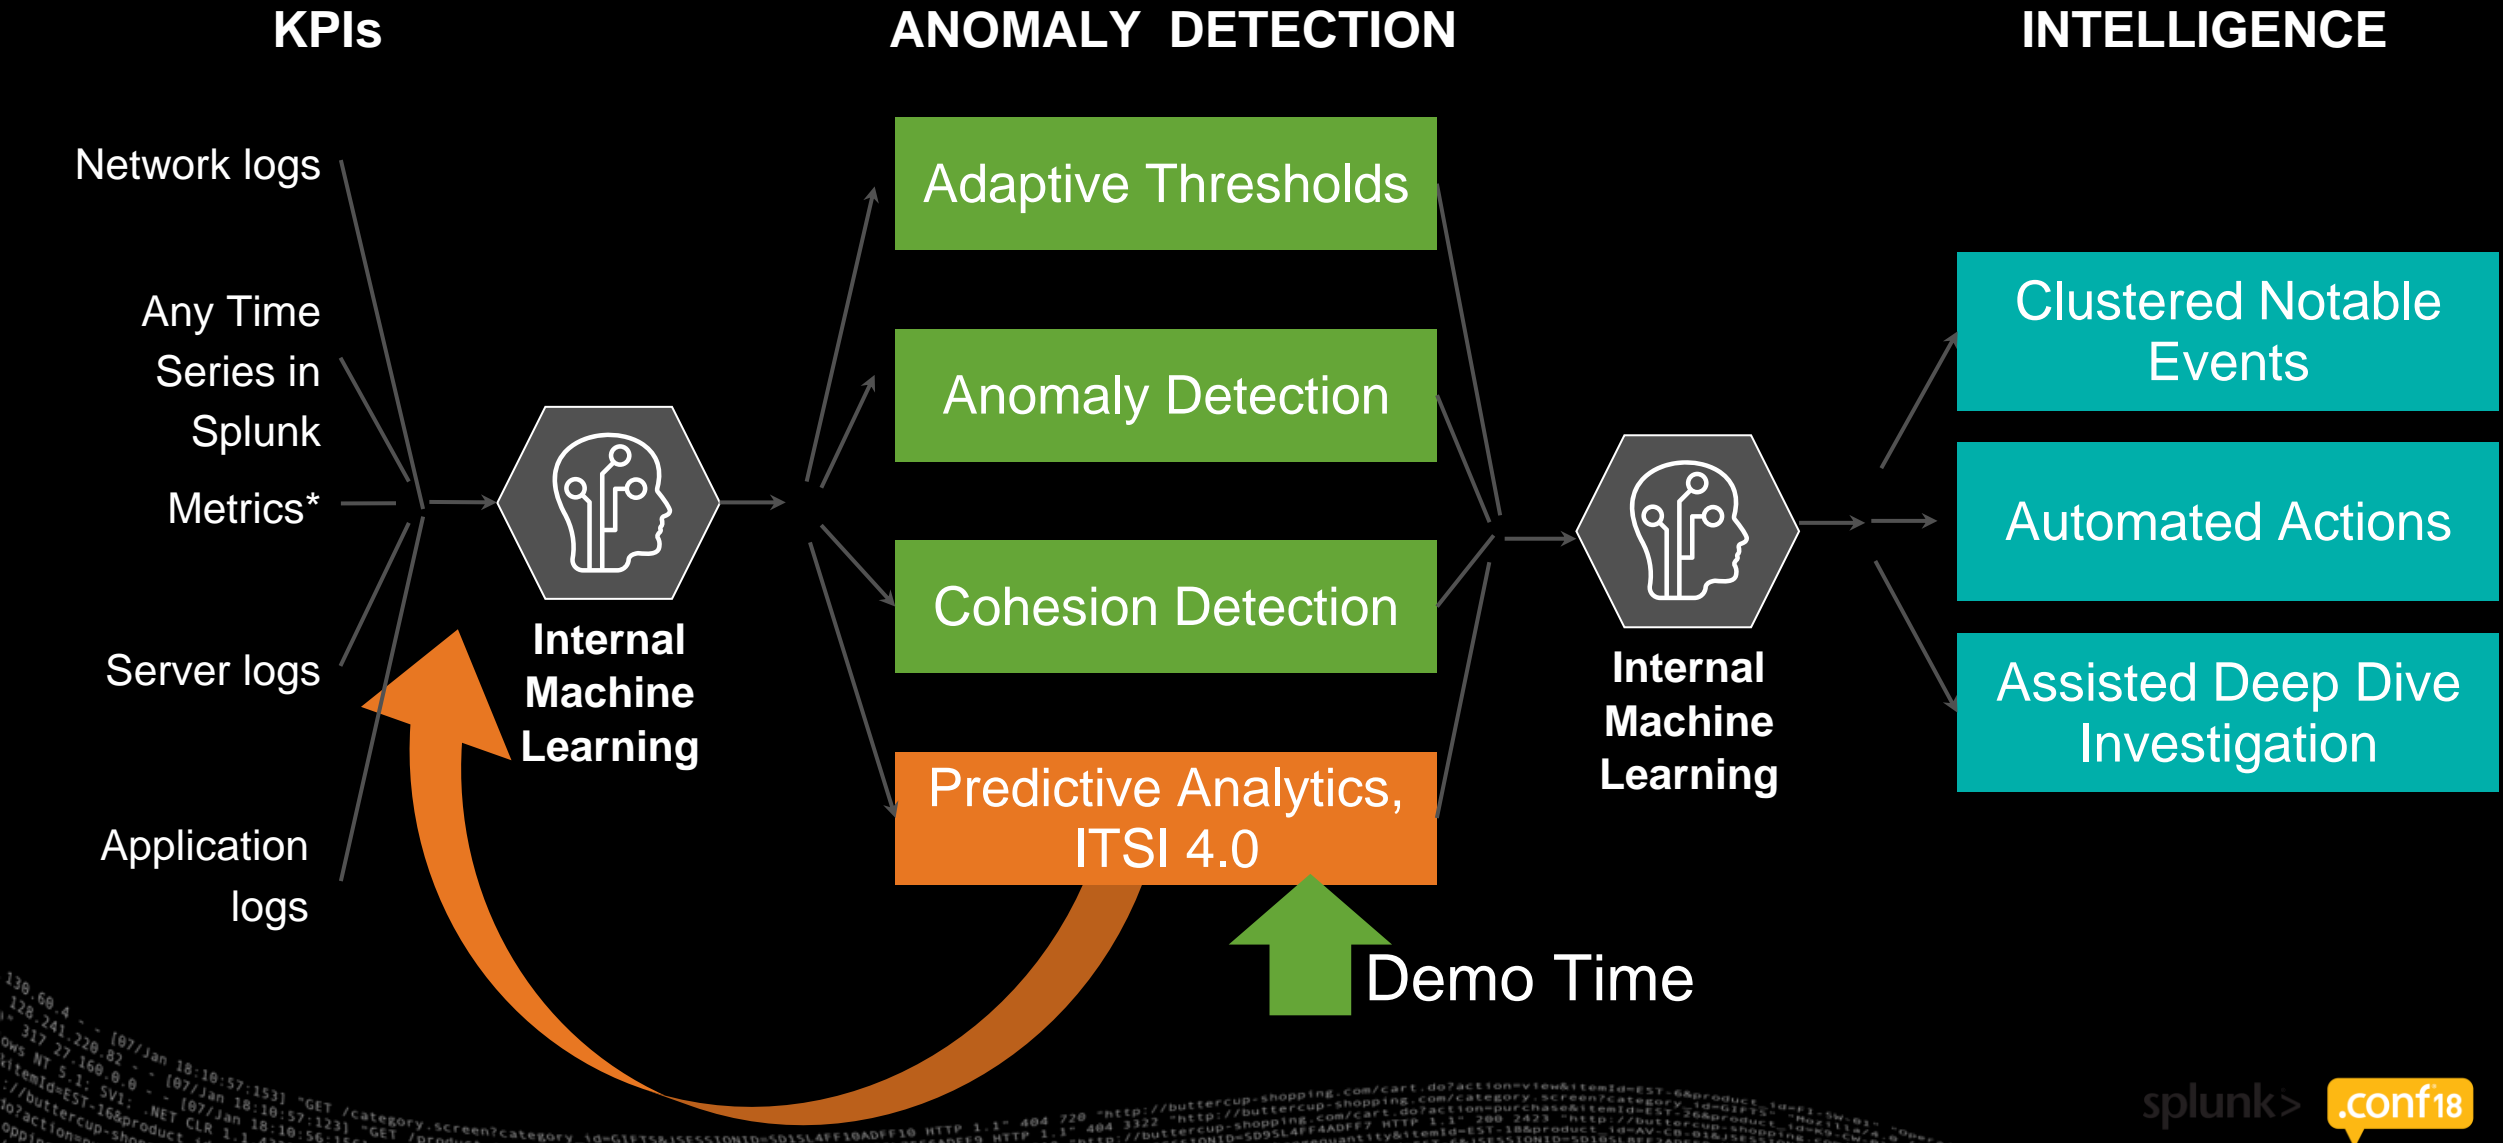 KPIs
ANOMALY DETECTION
INTELLIGENCE
Network logs
Any Time
Series in
Splunk
Metrics*
Server logs
Application
logs
Internal
Machine
Learning
Adaptive Thresholds
Anomaly Detection
Cohesion Detection
Predictive Analytics,
ITSI 4.0
Demo Time
Internal
Machine
Learning
Clustered Notable
Events
Automated Actions
Assisted Deep Dive
Investigation
splunk>
.conf18